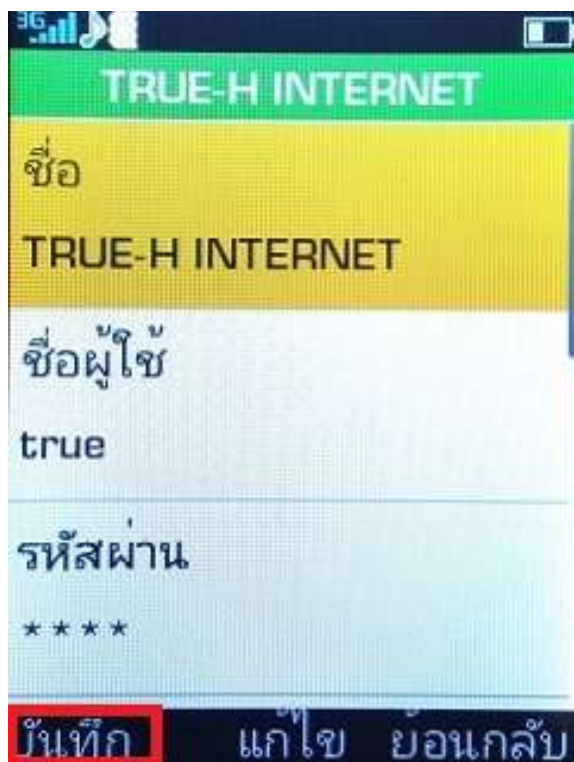 3G
TRUE-H INTERNET
ชื่อ
TRUE-H INTERNET
ชื่อผู้ใช้
true
รหัสผ่าน
****
บันทึก แก้ไข ย้อนกลับ